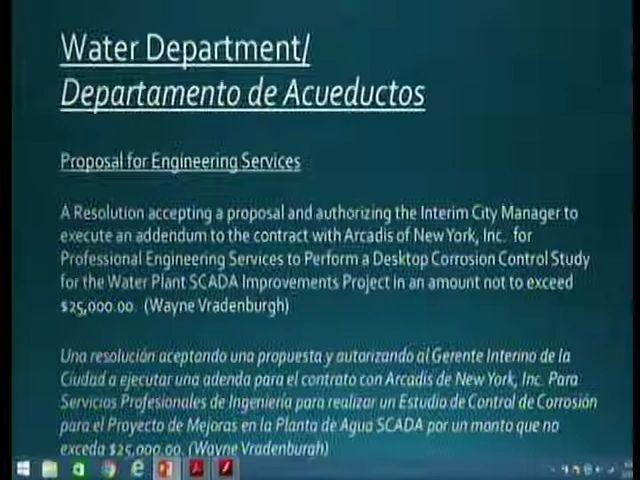 Water Department/
Departamento de Acueductos
Proposal for Engineering Services
A Resolution accepting a proposal and authorizing the Interim City Manager to
execute an addendum to the contract with Arcadis of New York, Inc. for
Professional Engineering Services to Perform a Desktop Corrosion Control Study
for the Water Plant SCADA Improvements Project in an amount not to exceed
$25,000.00. (Wayne Vradenburgh)
Una resolución aceptando una propuesta y autorizando al Gerente Interino de la
Ciudad a ejecutar una adenda para el contrato con Arcadis de New York, Inc. Para
Servicios Profesionales de Ingeniería para realizar un Estudio de Control de Corrosión
para el Proyecto de Mejoras en la Planta de Agua SCADA por un monto que no
exceda $25,000.00. (Wayne Vradenburgh)